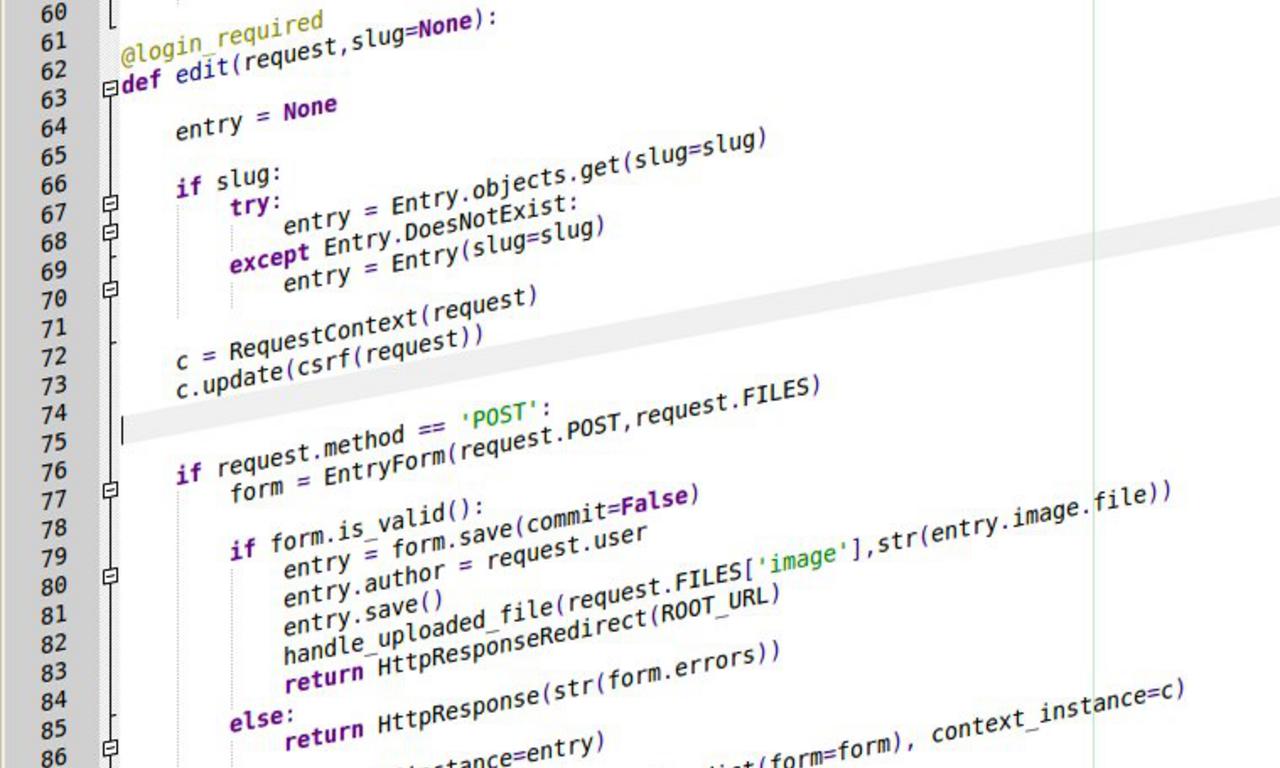 60
61
62 @login_required
63 def edit(request,slug=None):
64
65 entry = None
66
67 if slug:
68 try:
69 entry = Entry.objects.get(slug=slug)
70 except Entry.DoesNotExist:
71 entry = Entry(slug=slug)
72
73 c = RequestContext(request)
74 c.update(csrf(request))
75
76
77 if request.method == 'POST':
78 form = EntryForm(request.POST,request.FILES)
79
80 if form.is_valid():
81 entry = form.save(commit=False)
82 entry.author = request.user
83 entry.save()
84 handle_uploaded_file(request.FILES['image'],str(entry.image.file))
85 return HttpResponseRedirect(ROOT_URL)
86 else:
return HttpResponse(str(form.errors))
=entry)
(form=form), context_instance=c)